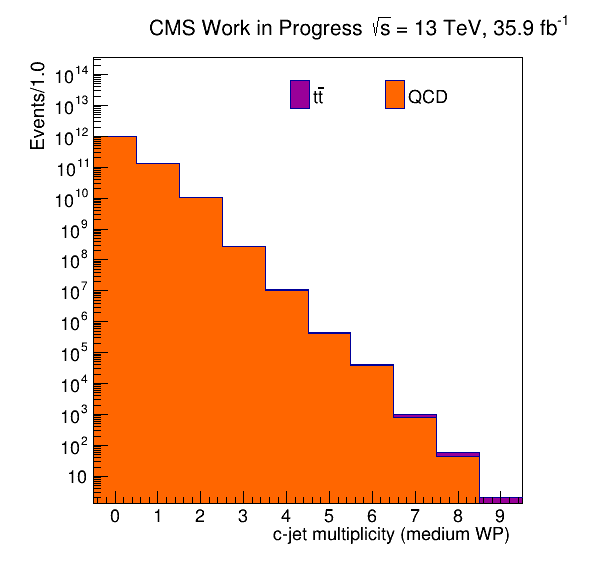 CMS Work in Progress √s = 13 TeV, 35.9 fb⁻¹
Events/1.0
tt̄
QCD
10¹⁴
10¹³
10¹²
10¹¹
10¹⁰
10⁹
10⁸
10⁷
10⁶
10⁵
10⁴
10³
10²
10
0 1 2 3 4 5 6 7 8 9
c-jet multiplicity (medium WP)